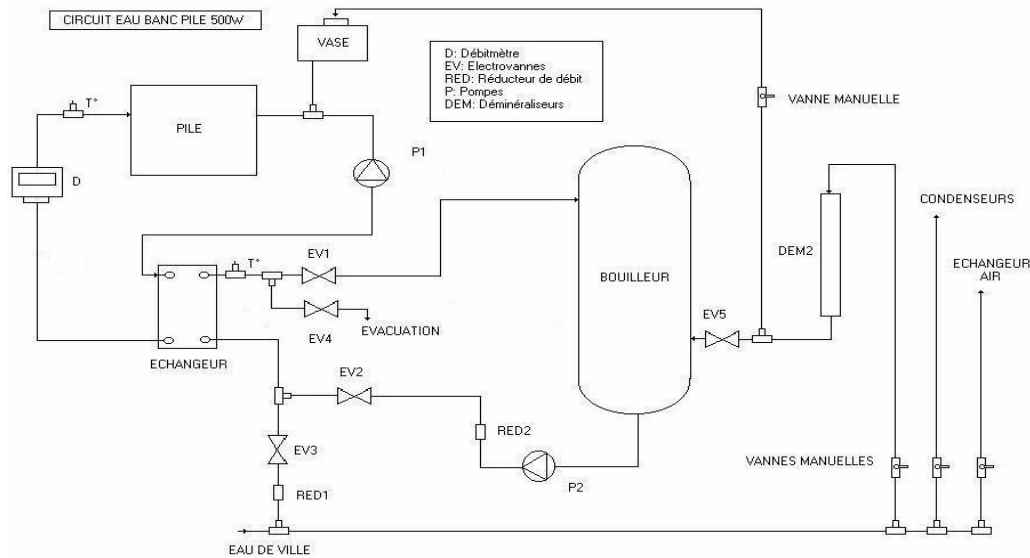 CIRCUIT EAU BANC PILE 500W
VASE
D: Débitmètre
EV: Electrovannes
RED: Réducteur de débit
P: Pompes
DEM: Déminéraliseurs
T°
PILE
VANNE MANUELLE
P1
D
CONDENSEURS
DEM2
ECHANGEUR
AIR
EV1
T°
BOUILLEUR
EV4
EVACUATION
EV5
ECHANGEUR
EV2
RED2
EV3
VANNES MANUELLES
P2
RED1
EAU DE VILLE